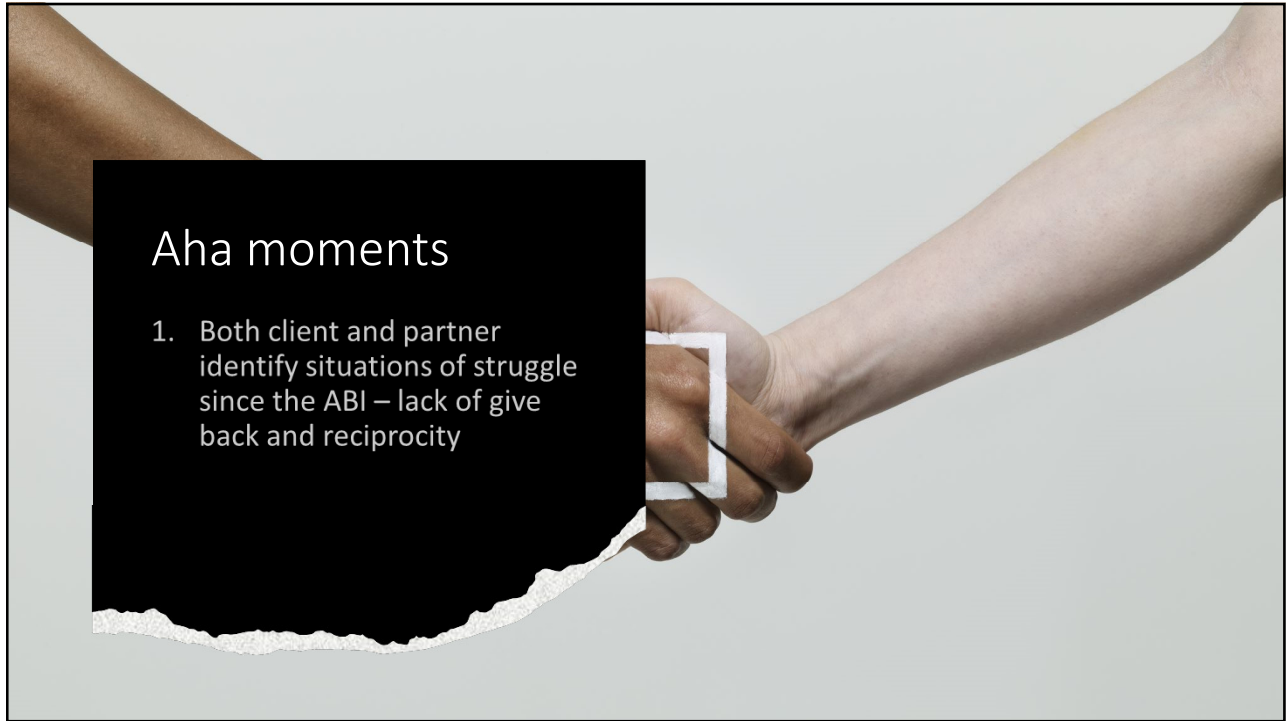 Aha moments
1. Both client and partner
identify situations of struggle
since the ABI – lack of give
back and reciprocity